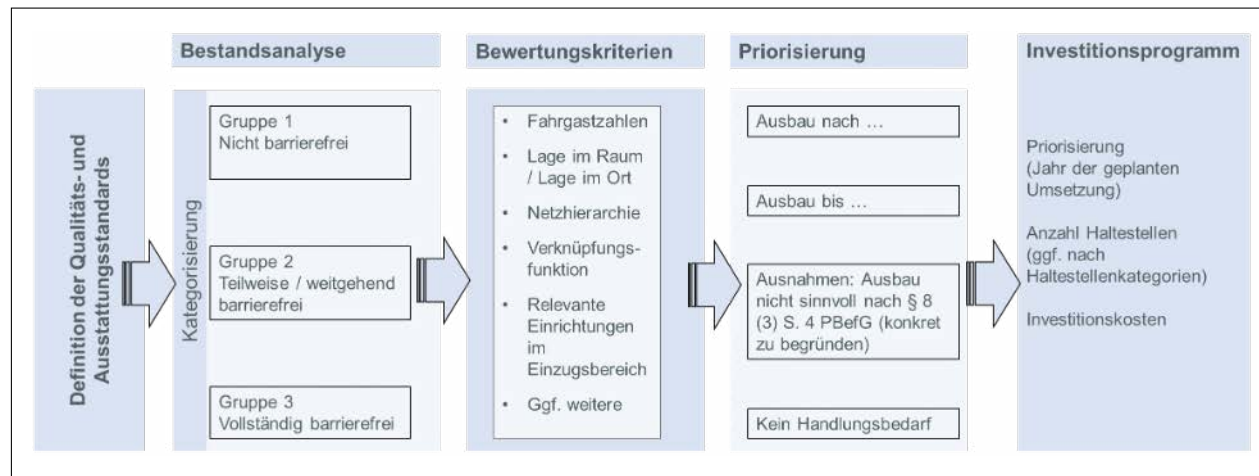 Definition der Qualitäts- und
Ausstattungsstandards
Bestandsanalyse
Kategorisierung
Gruppe 1
Nicht barrierefrei
Gruppe 2
Teilweise / weitgehend
barrierefrei
Gruppe 3
Vollständig barrierefrei
Bewertungskriterien
• Fahrgastzahlen
• Lage im Raum
/ Lage im Ort
• Netzhierarchie
• Verknüpfungs-
funktion
• Relevante
Einrichtungen
im
Einzugsbereich
• Ggf. weitere
Priorisierung
Ausbau nach ...
Ausbau bis ...
Ausnahmen: Ausbau
nicht sinnvoll nach § 8
(3) S. 4 PBefG (konkret
zu begründen)
Kein Handlungsbedarf
Investitionsprogramm
Priorisierung
(Jahr der geplanten
Umsetzung)
Anzahl Haltestellen
(ggf. nach
Haltestellenkategorien)
Investitionskosten